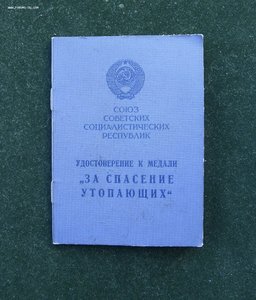 СОЮЗ
СОВЕТСКИХ
СОЦИАЛИСТИЧЕСКИХ
РЕСПУБЛИК
УДОСТОВЕРЕНИЕ К МЕДАЛИ
„ЗА СПАСЕНИЕ
УТОПАЮЩИХ“